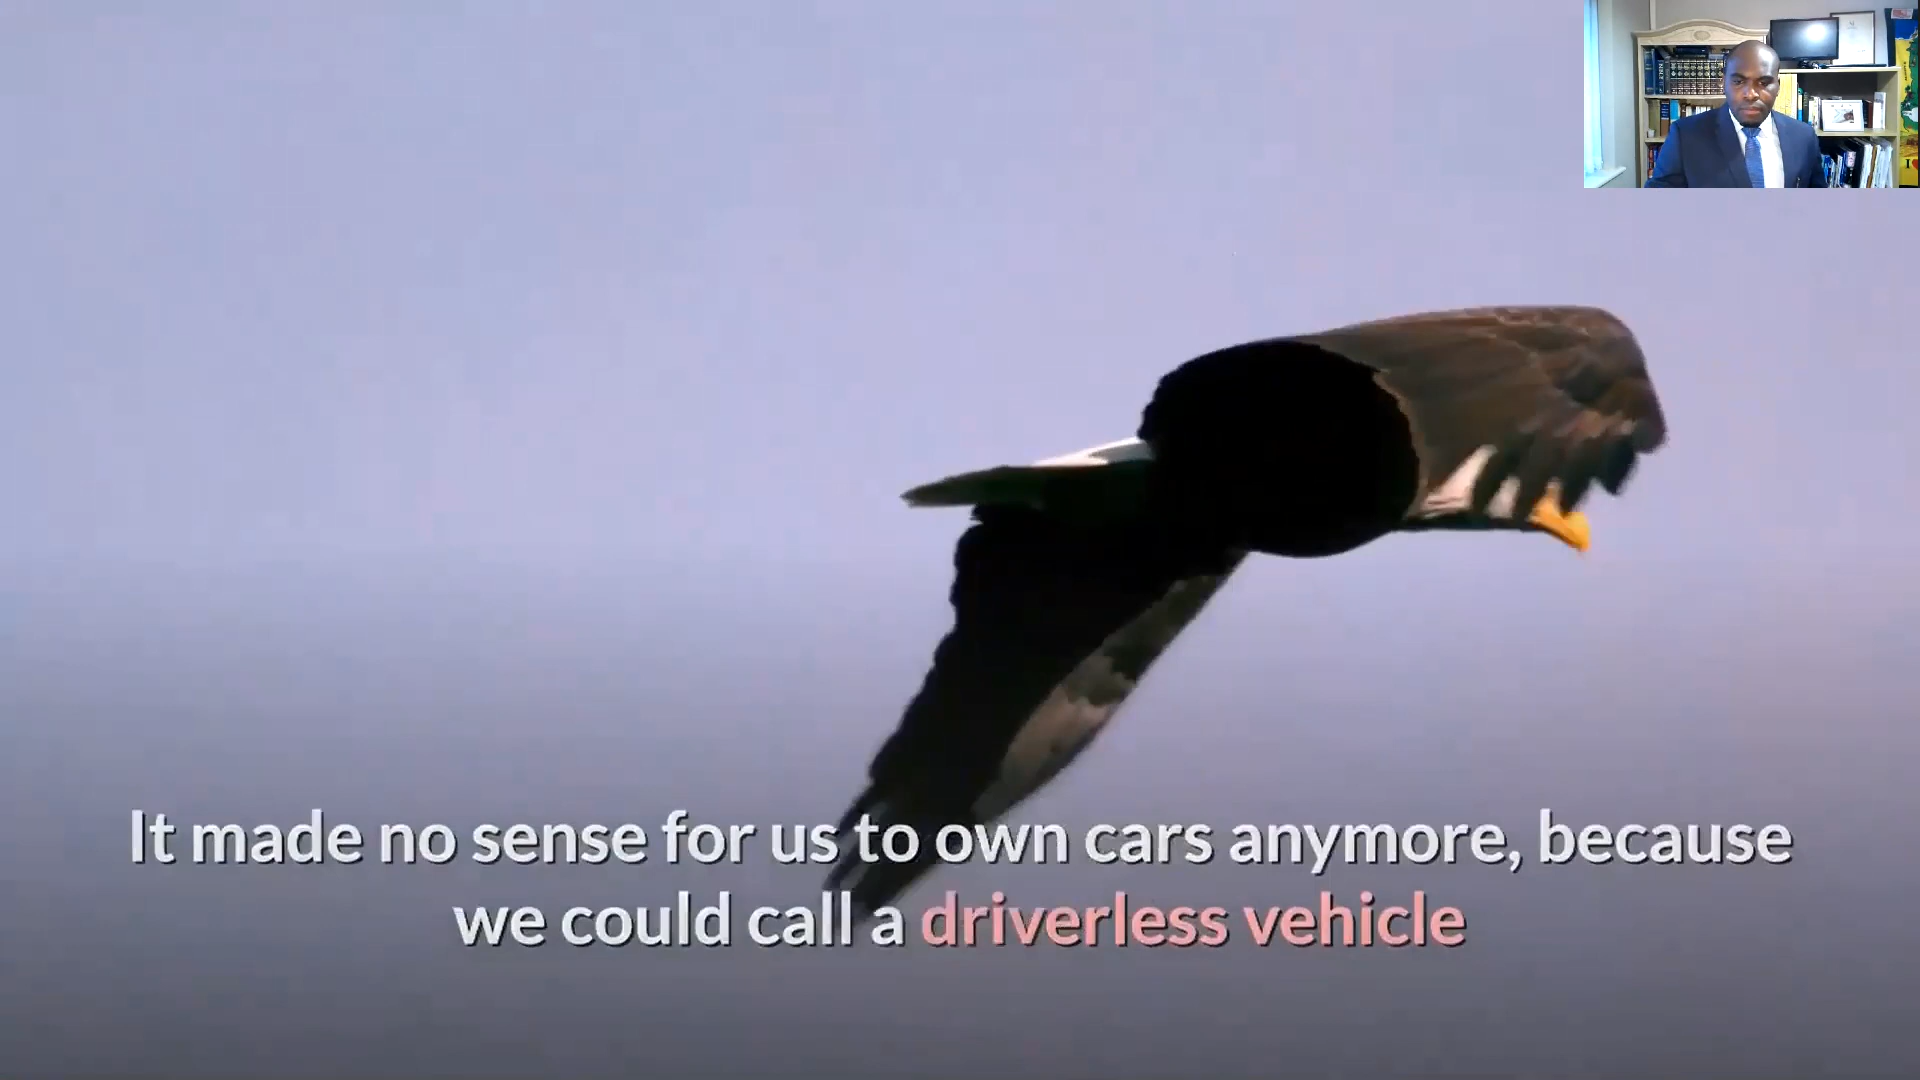 It made no sense for us to own cars anymore, because
we could call a driverless vehicle